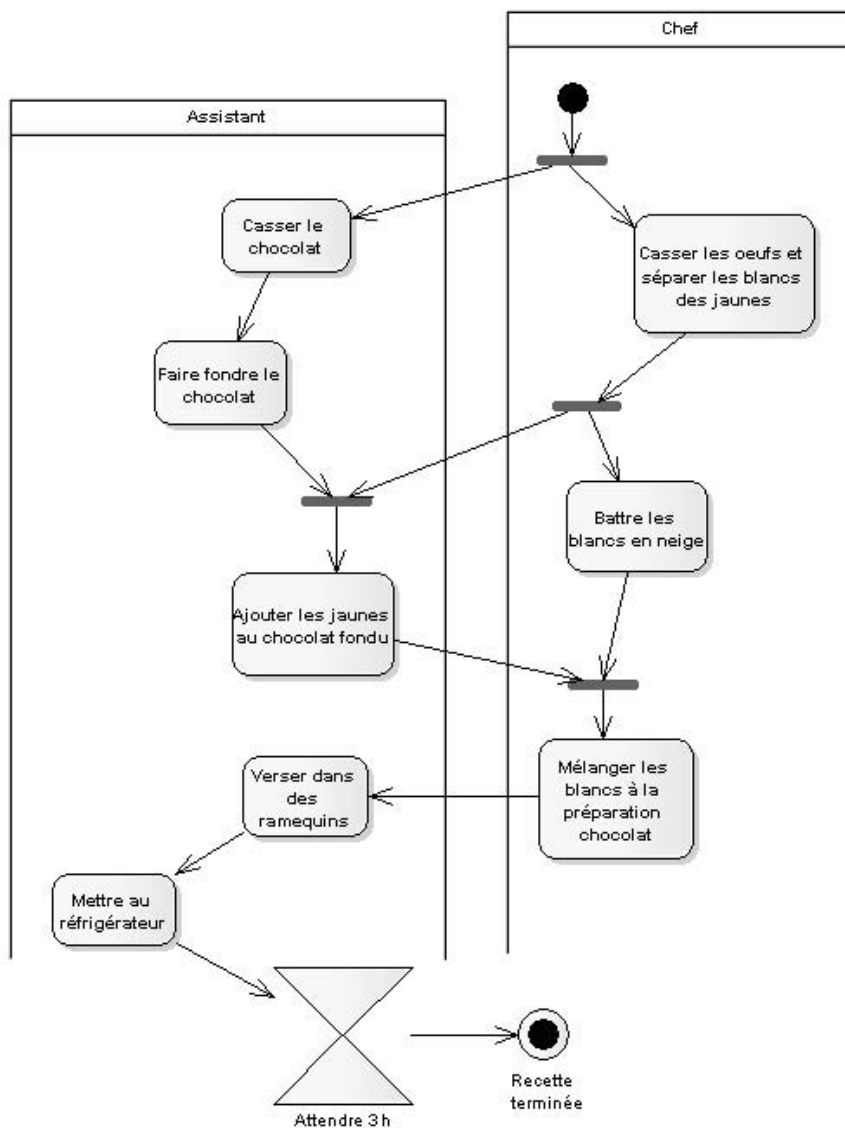 Chef
Assistant
Casser le
chocolat
Casser les oeufs et
séparer les blancs
des jaunes
Faire fondre le
chocolat
Battre les
blancs en neige
Ajouter les jaunes
au chocolat fondu
Verser dans
des
ramequins
Mélanger les
blancs à la
préparation
chocolat
Mettre au
réfrigérateur
Attendre 3 h
Recette
terminée